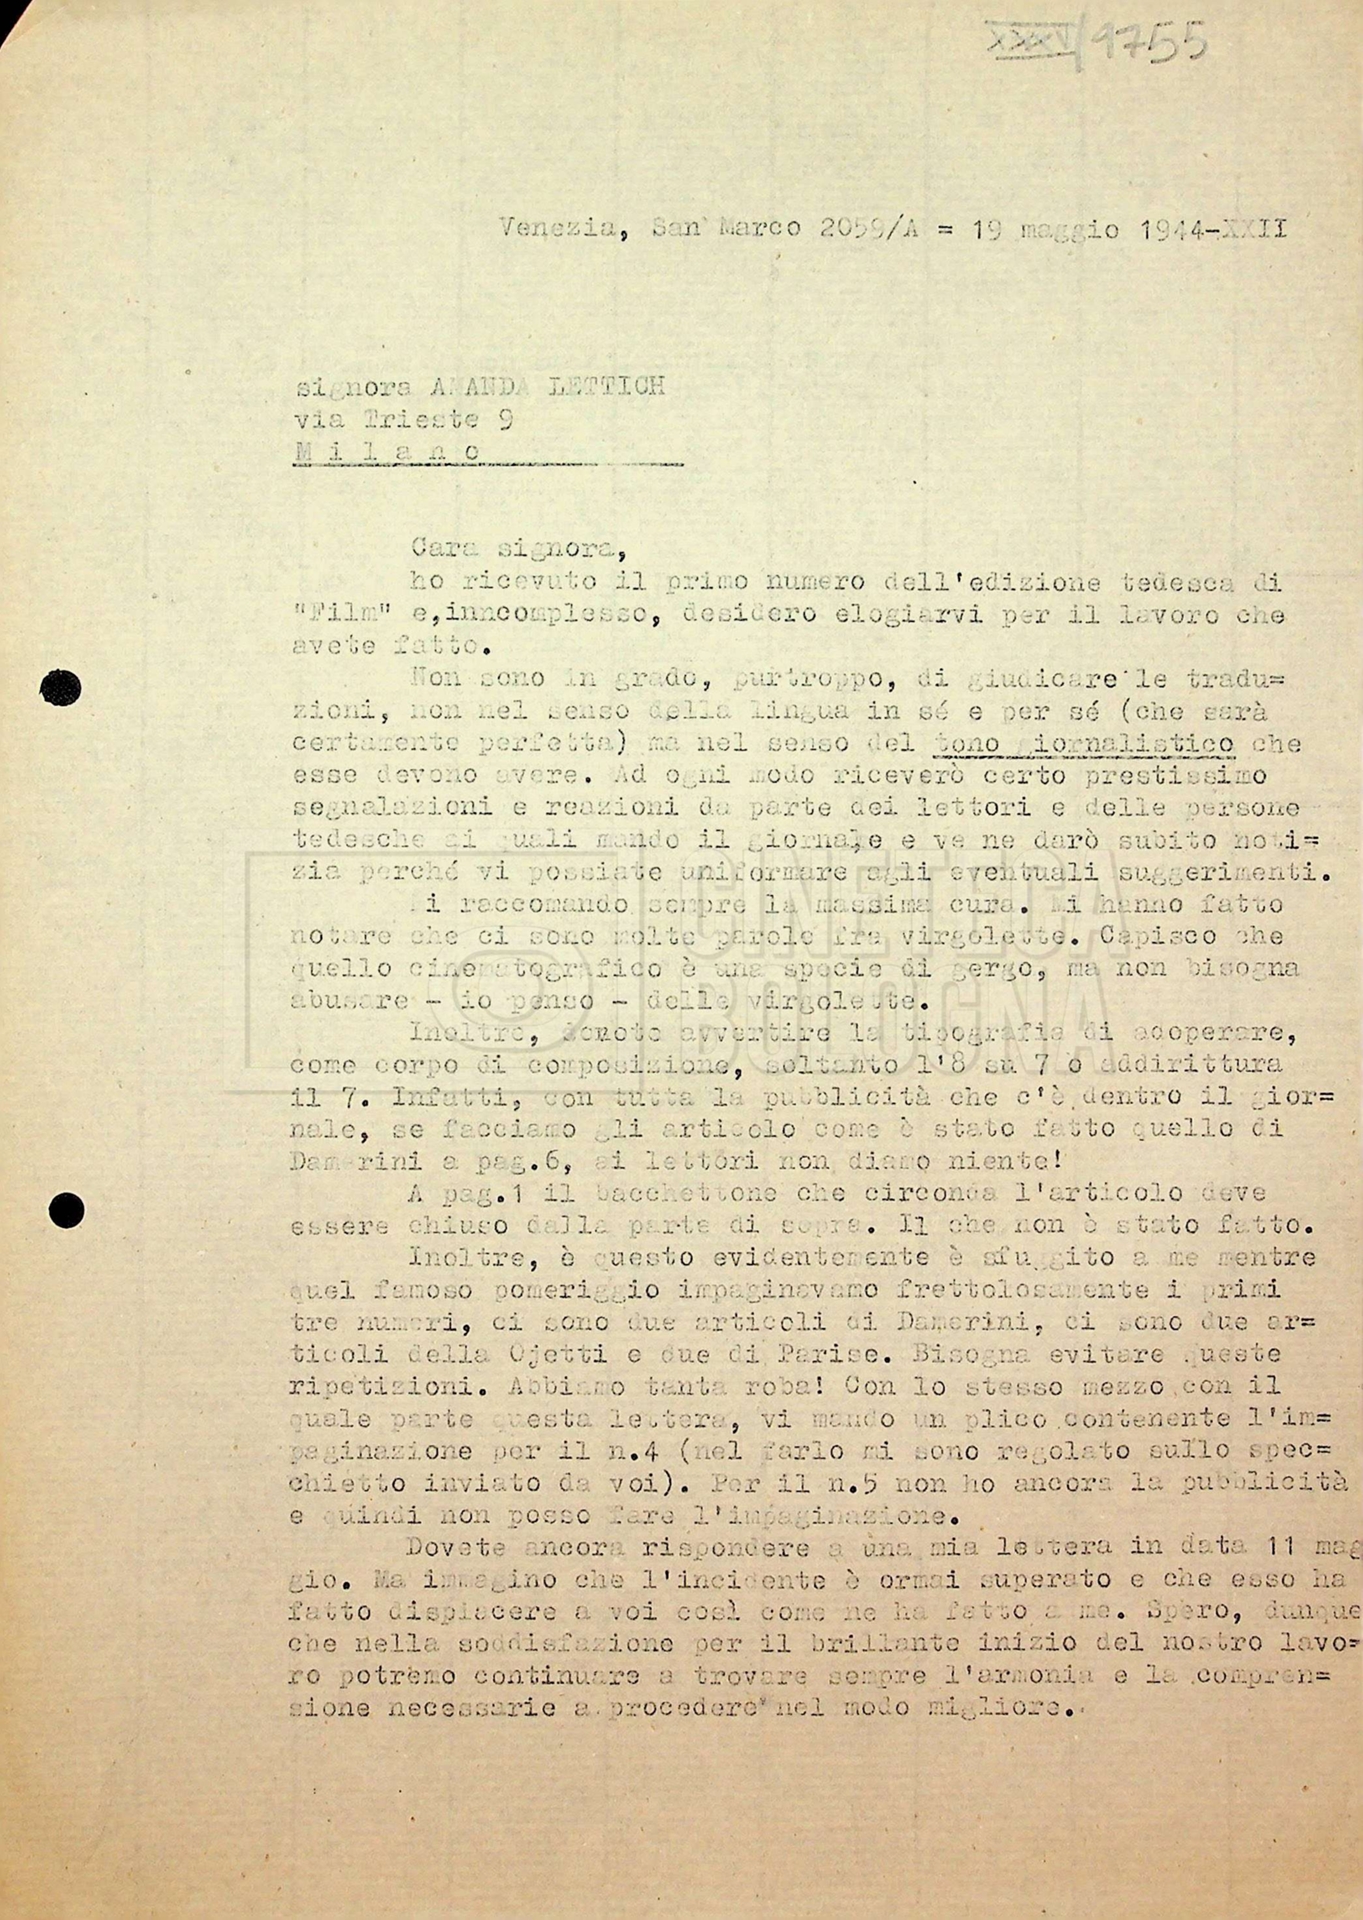 XXXV/1755
Venezia, San Marco 2059/A = 19 maggio 1944-XXII
signora AMANDA LETTICH
via Trieste 9
Milano
Cara signora,
ho ricevuto il primo numero dell'edizione tedesca di
"Film" e,inncomplesso, desidero elogiarvi per il lavoro che
avete fatto.
Non sono in grado, purtroppo, di giudicare le tradu=
zioni, non nel senso della lingua in sé e per sé (che sarà
certamente perfetta) ma nel senso del tono giornalistico che
esse devono avere. Ad ogni modo riceverò certo prestissimo
segnalazioni e reazioni da parte dei lettori e delle persone
tedesche ai quali mando il giornale e ve ne darò subito noti=
zia perché vi possiate uniformare agli eventuali suggerimenti.
Vi raccomando sempre la massima cura. Mi hanno fatto
notare che ci sono molte parole fra virgolette. Capisco che
quello cinematografico è una specie di gergo, ma non bisogna
abusare - io penso - delle virgolette.
Inoltre, avvertire la tipografia di adoperare,
come corpo di composizione, soltanto l'8 su 7 o addirittura
il 7. Infatti, con tutta la pubblicità che c'è dentro il gior=
nale, se facciamo gli articolo come è stato fatto quello di
Damerini a pag.6, ai lettori non diamo niente!
A pag.1 il bacchettone che circonda l'articolo deve
essere chiuso dalla parte di sopra. Il che non è stato fatto.
Inoltre, è questo evidentemente è sfuggito a me mentre
quel famoso pomeriggio impaginavamo frettolosamente i primi
tre numeri, ci sono due articoli di Damerini, ci sono due ar=
ticoli della Ojetti e due di Parise. Bisogna evitare queste
ripetizioni. Abbiamo tanta roba! Con lo stesso mezzo con il
quale parte questa lettera, vi mando un plico contenente l'im=
paginazione per il n.4 (nel farlo mi sono regolato sullo spec=
chietto inviato da voi). Per il n.5 non ho ancora la pubblicità
e quindi non posso fare l'impaginazione.
Dovete ancora rispondere a una mia lettera in data 11 mag
gio. Ma immagino che l'incidente è ormai superato e che esso ha
fatto dispiacere a voi così come ne ha fatto a me. Spero, dunque
che nella soddisfazione per il brillante inizio del nostro lavo=
ro potremo continuare a trovare sempre l'armonia e la compren=
sione necessarie a procedere nel modo migliore.
CINETECA
BOLOGNA